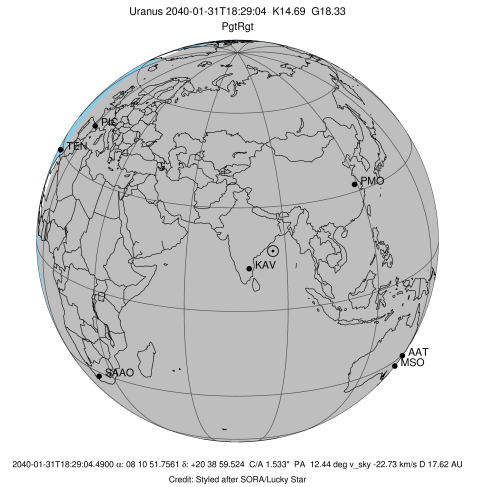 Uranus 2040-01-31T18:29:04 K14.69 G18.33
PgtRgt
PIC
TEN
PMO
KAV
AAT
MSO
SAAO
2040-01-31T18:29:04.4900 α: 08 10 51.7561 δ: +20 38 59.524 C/A 1.533" PA 12.44 deg v_sky -22.73 km/s D 17.62 AU
Credit: Styled after SORA/Lucky Star